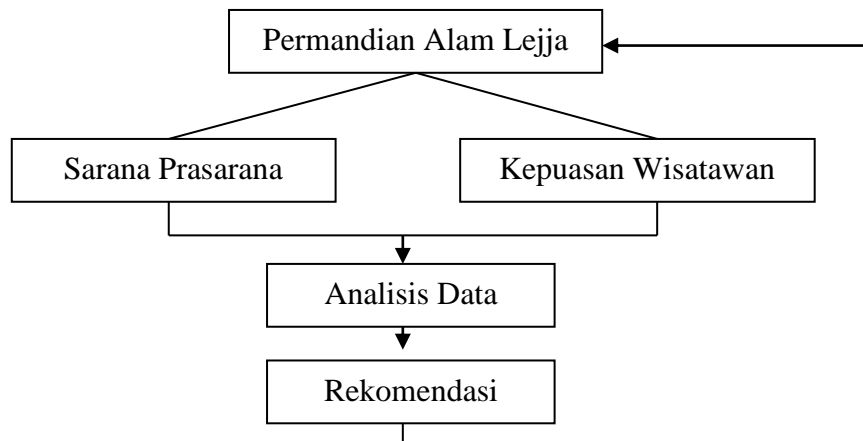 Permandian Alam Lejja
Sarana Prasarana
Kepuasan Wisatawan
Analisis Data
Rekomendasi